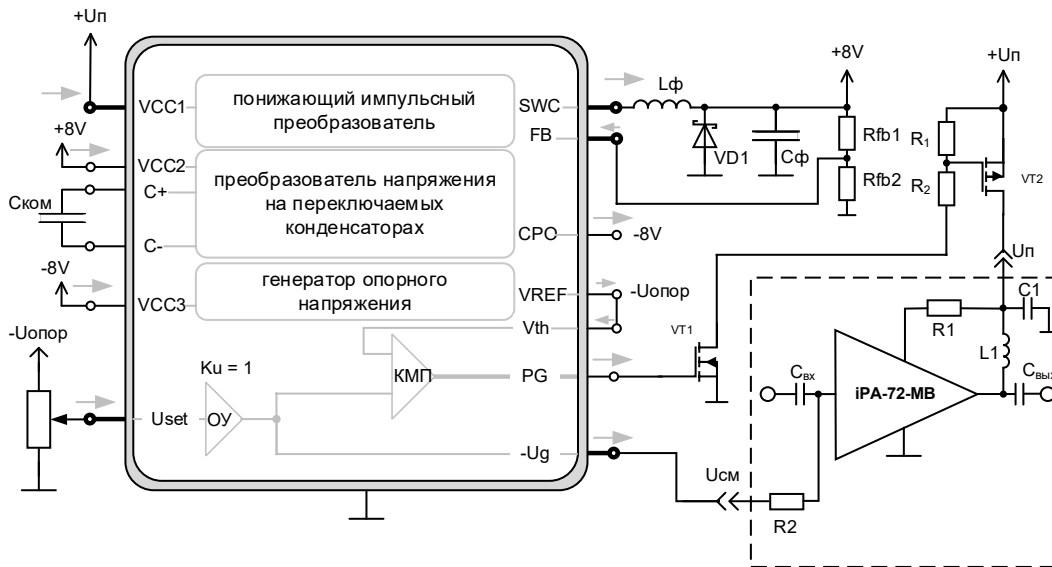 +Uп
VCC1
понижающий импульсный
преобразователь
SWC
FB
Lф
VD1
Cф
+8V
Rfb1
Rfb2
+Uп
R₁
R₂
VT2
+8V
VCC2
C+
Cком
C-
преобразователь напряжения
на переключаемых
конденсаторах
CPO
-8V
-8V
VCC3
генератор опорного
напряжения
VREF
-Uопор
Vth
Uп
C1
R1
L1
VT1
-Uопор
Ku = 1
КМП
PG
Cвх
iPA-72-MB
Cвых
Uset
ОУ
-Ug
Uсм
R2